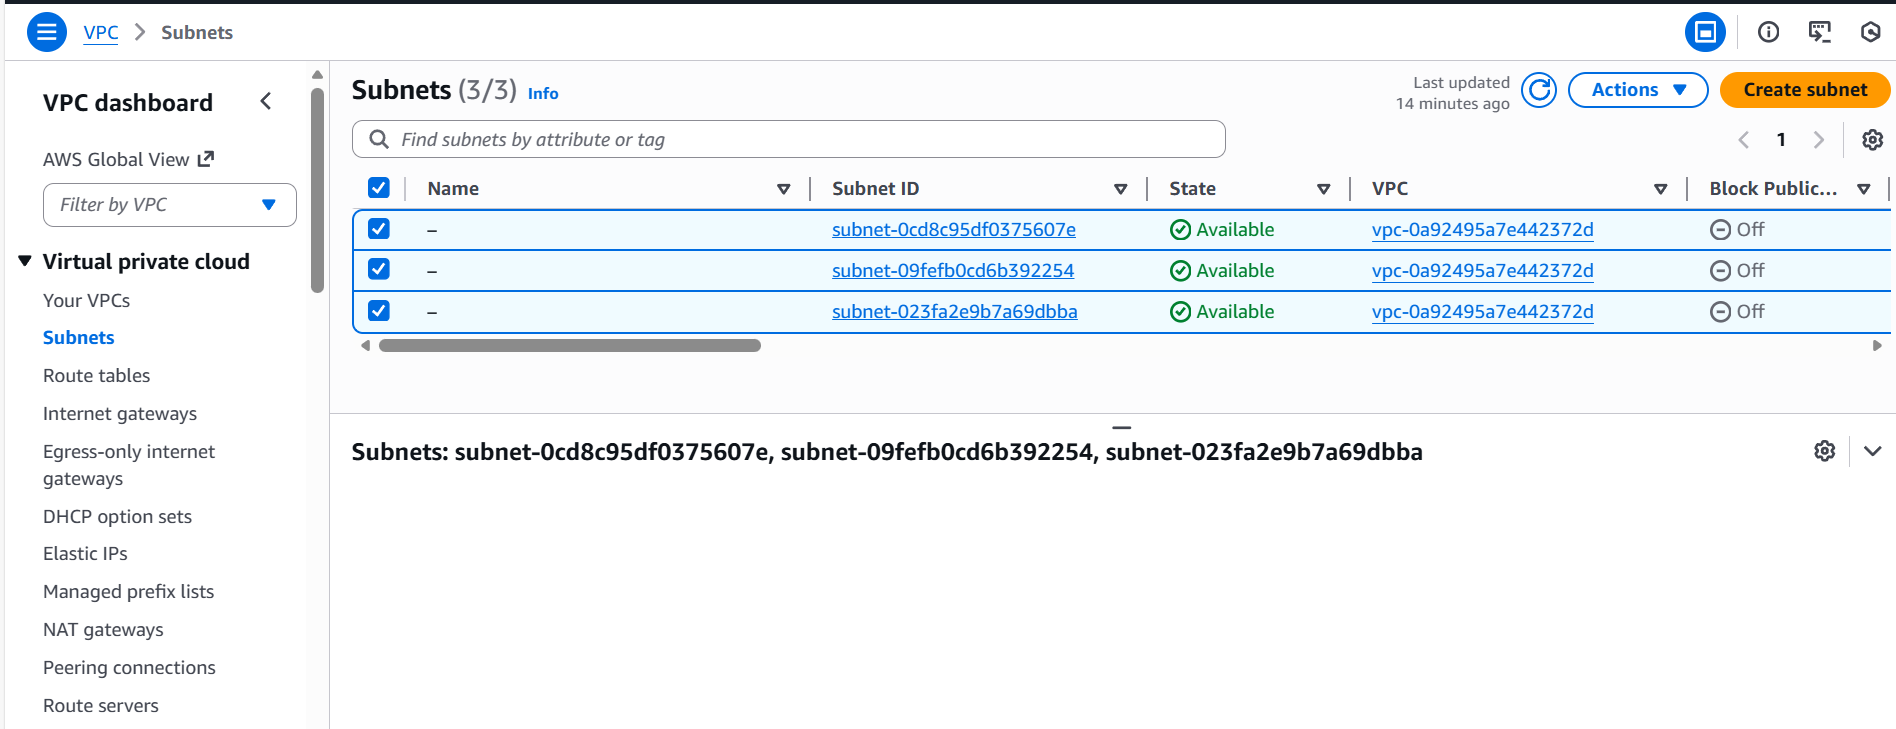 VPC > Subnets
VPC dashboard
AWS Global View
Filter by VPC
Virtual private cloud
Your VPCs
Subnets
Route tables
Internet gateways
Egress-only internet
gateways
DHCP option sets
Elastic IPs
Managed prefix lists
NAT gateways
Peering connections
Route servers
Subnets (3/3) Info
Last updated
14 minutes ago
Actions
Create subnet
Find subnets by attribute or tag
1
Name Subnet ID State VPC Block Public...
– subnet-0cd8c95df0375607e Available vpc-0a92495a7e442372d Off
– subnet-09fefb0cd6b392254 Available vpc-0a92495a7e442372d Off
– subnet-023fa2e9b7a69dbba Available vpc-0a92495a7e442372d Off
Subnets: subnet-0cd8c95df0375607e, subnet-09fefb0cd6b392254, subnet-023fa2e9b7a69dbba